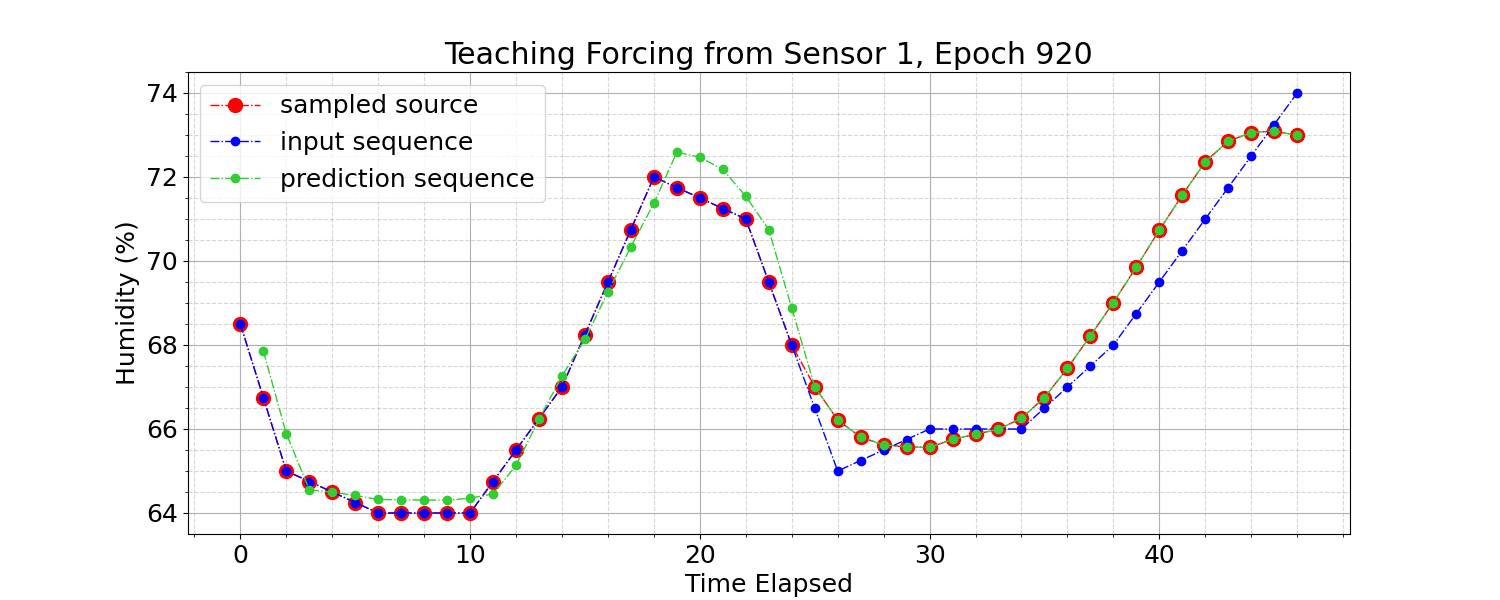 Teaching Forcing from Sensor 1, Epoch 920
sampled source
input sequence
prediction sequence
Humidity (%)
74
72
70
68
66
64
0 10 20 30 40
Time Elapsed